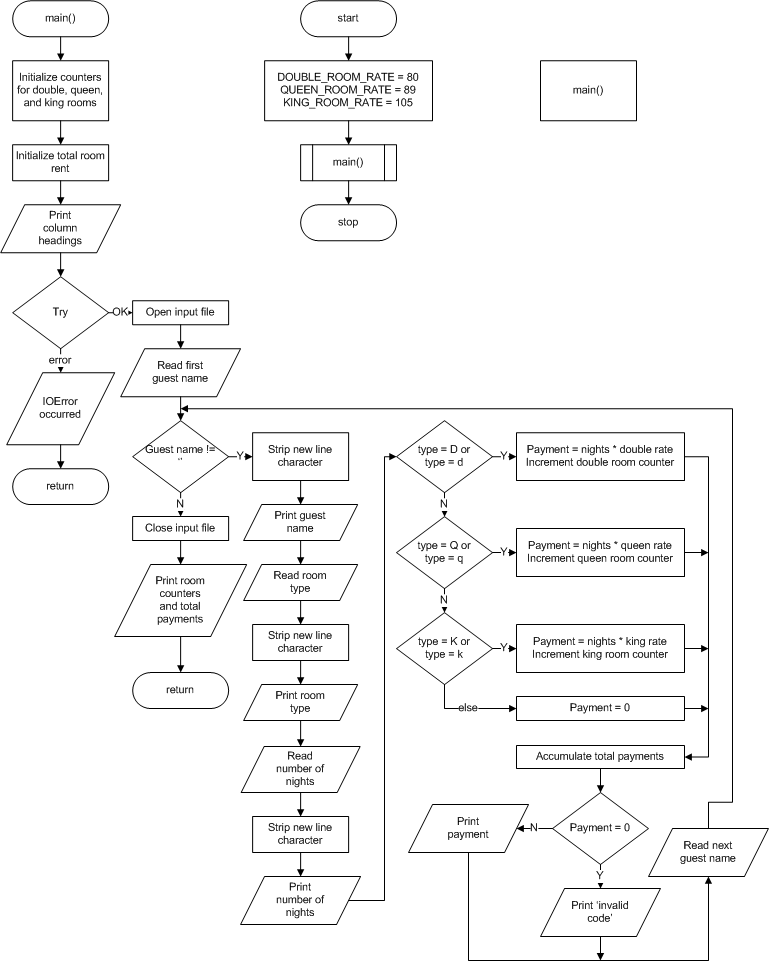 main()
Initialize counters
for double, queen,
and king rooms
Initialize total room
rent
Print
column
headings
Try
OK
error
IOError
occurred
return
start
DOUBLE_ROOM_RATE = 80
QUEEN_ROOM_RATE = 89
KING_ROOM_RATE = 105
main()
stop
main()
Open input file
Read first
guest name
Guest name !=
‘’
Y
N
Close input file
Print room
counters
and total
payments
return
Strip new line
character
Print guest
name
Read room
type
Strip new line
character
Print room
type
Read
number of
nights
Strip new line
character
Print
number of
nights
type = D or
type = d
Y
Payment = nights * double rate
Increment double room counter
N
type = Q or
type = q
Y
Payment = nights * queen rate
Increment queen room counter
N
type = K or
type = k
Y
Payment = nights * king rate
Increment king room counter
else
Payment = 0
Accumulate total payments
Payment = 0
N
Print
payment
Y
Print ‘invalid
code’
Read next
guest name